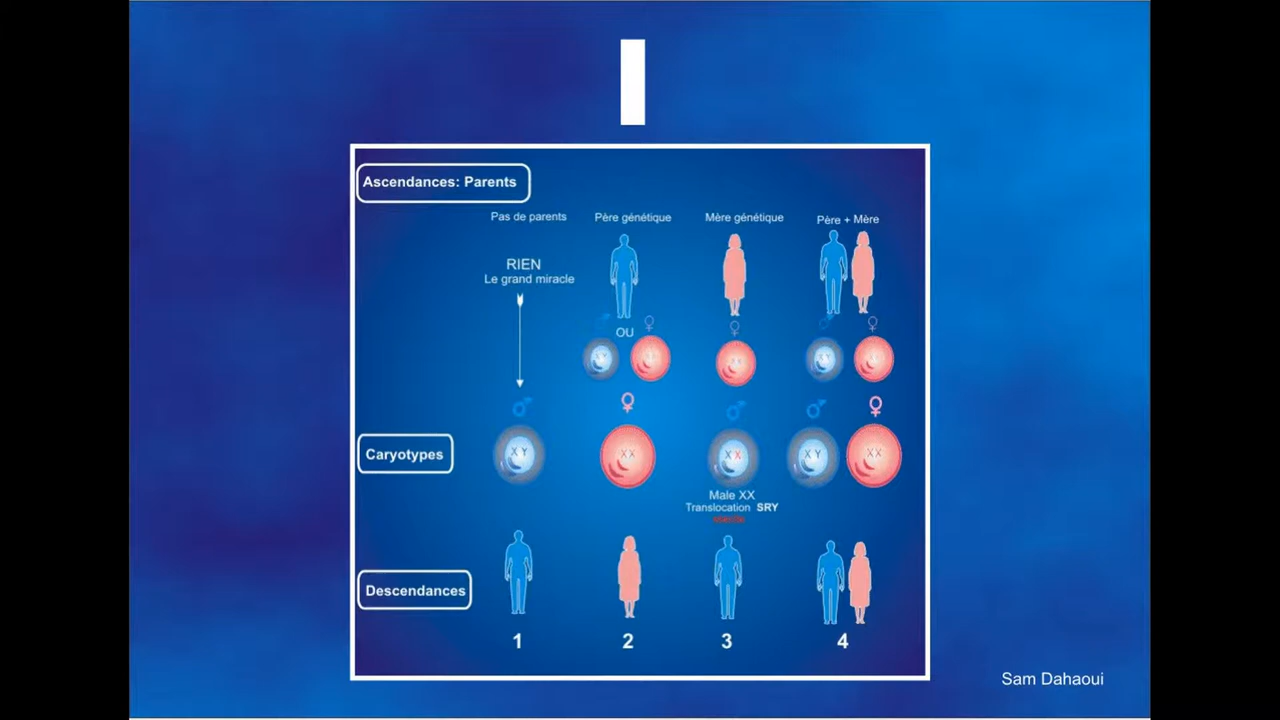 I
Ascendances: Parents
Pas de parents
Père génétique
Mère génétique
Père + Mère
RIEN
Le grand miracle
OU
Caryotypes
X Y
X X
X X
X Y
X X
Male XX
Translocation SRY
Descendances
1
2
3
4
Sam Dahaoui